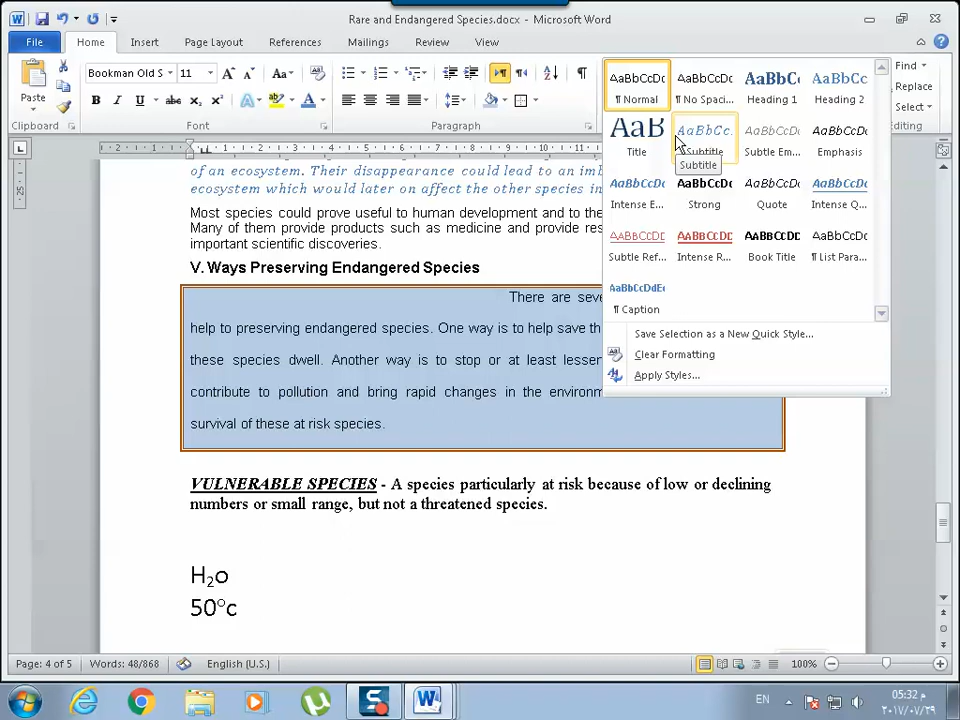 Rare and Endangered Species.docx - Microsoft Word
File Home Insert Page Layout References Mailings Review View
Paste
Bookman Old S 11
Clipboard Font Paragraph Editing
AaBbCcDc AaBbCcDc AaBbCc AaBbCc
¶ Normal ¶ No Spaci... Heading 1 Heading 2
AaB AaBbCc. AaBbCcDc AaBbCcDc
Title Subtitle Subtle Em... Emphasis
Subtitle
AaBbCcDc AaBbCcDc AaBbCcDc AaBbCcDc
Intense E... Strong Quote Intense Q...
AaBbCcDc AaBbCcDc AaBbCcDc AaBbCcDc
Subtle Ref... Intense R... Book Title ¶ List Para...
AaBbCcDdEe
¶ Caption
Save Selection as a New Quick Style...
Clear Formatting
Apply Styles...
Find
Replace
Select
of an ecosystem. Their disappearance could lead to an imb
ecosystem which would later on affect the other species in
Most species could prove useful to human development and to the
Many of them provide products such as medicine and provide res
important scientific discoveries.
V. Ways Preserving Endangered Species
There are seve
help to preserving endangered species. One way is to help save th
these species dwell. Another way is to stop or at least lessen
contribute to pollution and bring rapid changes in the environm
survival of these at risk species.
VULNERABLE SPECIES - A species particularly at risk because of low or declining
numbers or small range, but not a threatened species.
H₂o
50°c
Page: 4 of 5 Words: 48/868 English (U.S.) 100%
EN
05:32 م
٢٠١٧/٠٧/٢٩